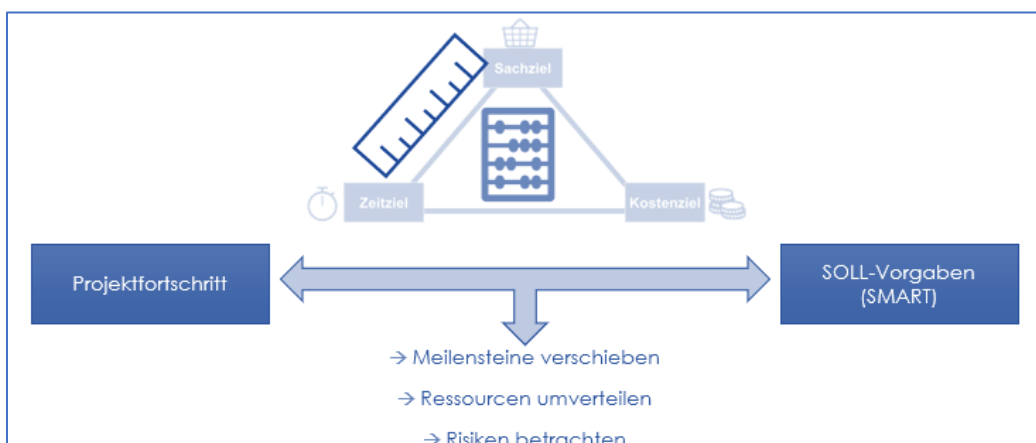 Sachziel
Zeitziel
Kostenziel
Projektfortschritt
SOLL-Vorgaben
(SMART)
→ Meilensteine verschieben
→ Ressourcen umverteilen
→ Risiken betrachten